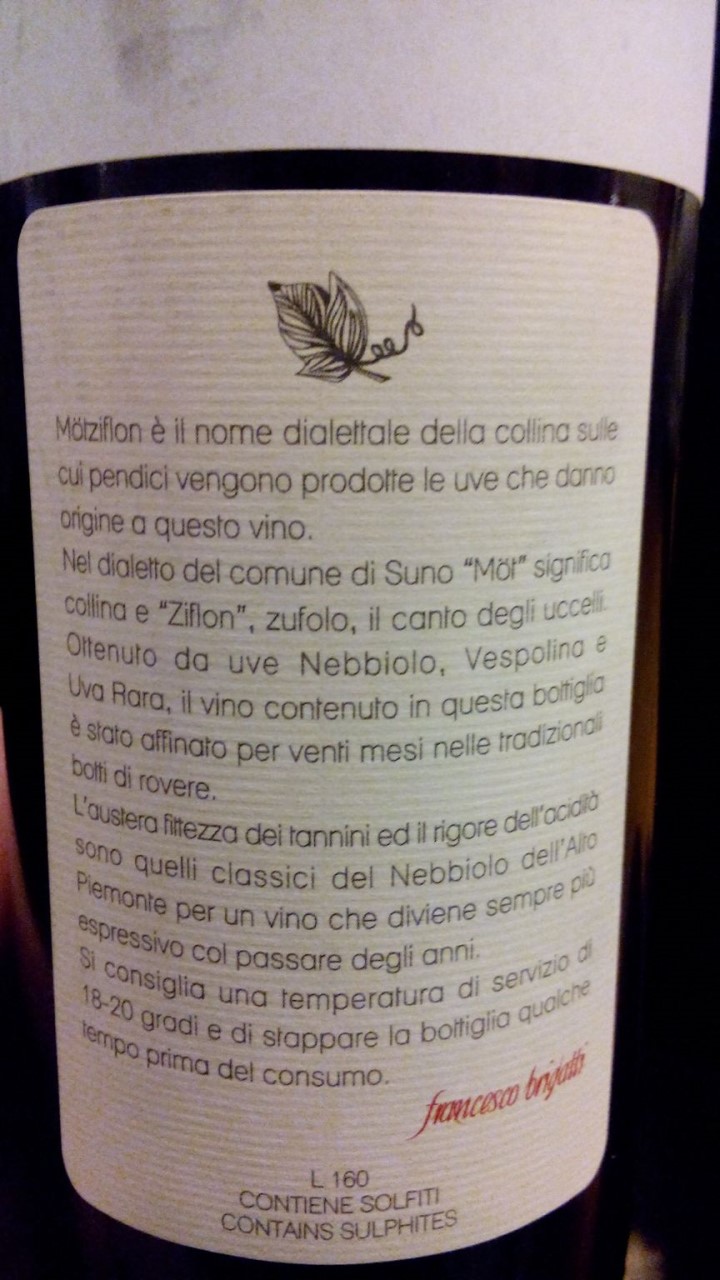 Mötziflon è il nome dialettale della collina sulle
cui pendici vengono prodotte le uve che danno
origine a questo vino.
Nel dialetto del comune di Suno “Möt” significa
collina e “Ziflon”, zufolo, il canto degli uccelli.
Ottenuto da uve Nebbiolo, Vespolina e
Uva Rara, il vino contenuto in questa bottiglia
è stato affinato per venti mesi nelle tradizionali
botti di rovere.
L'austera fittezza dei tannini ed il rigore dell'acidità
sono quelli classici del Nebbiolo dell'Alto
Piemonte per un vino che diviene sempre più
espressivo col passare degli anni.
Si consiglia una temperatura di servizio di
18-20 gradi e di stappare la bottiglia qualche
tempo prima del consumo.
francesco brigatti
L 160
CONTIENE SOLFITI
CONTAINS SULPHITES